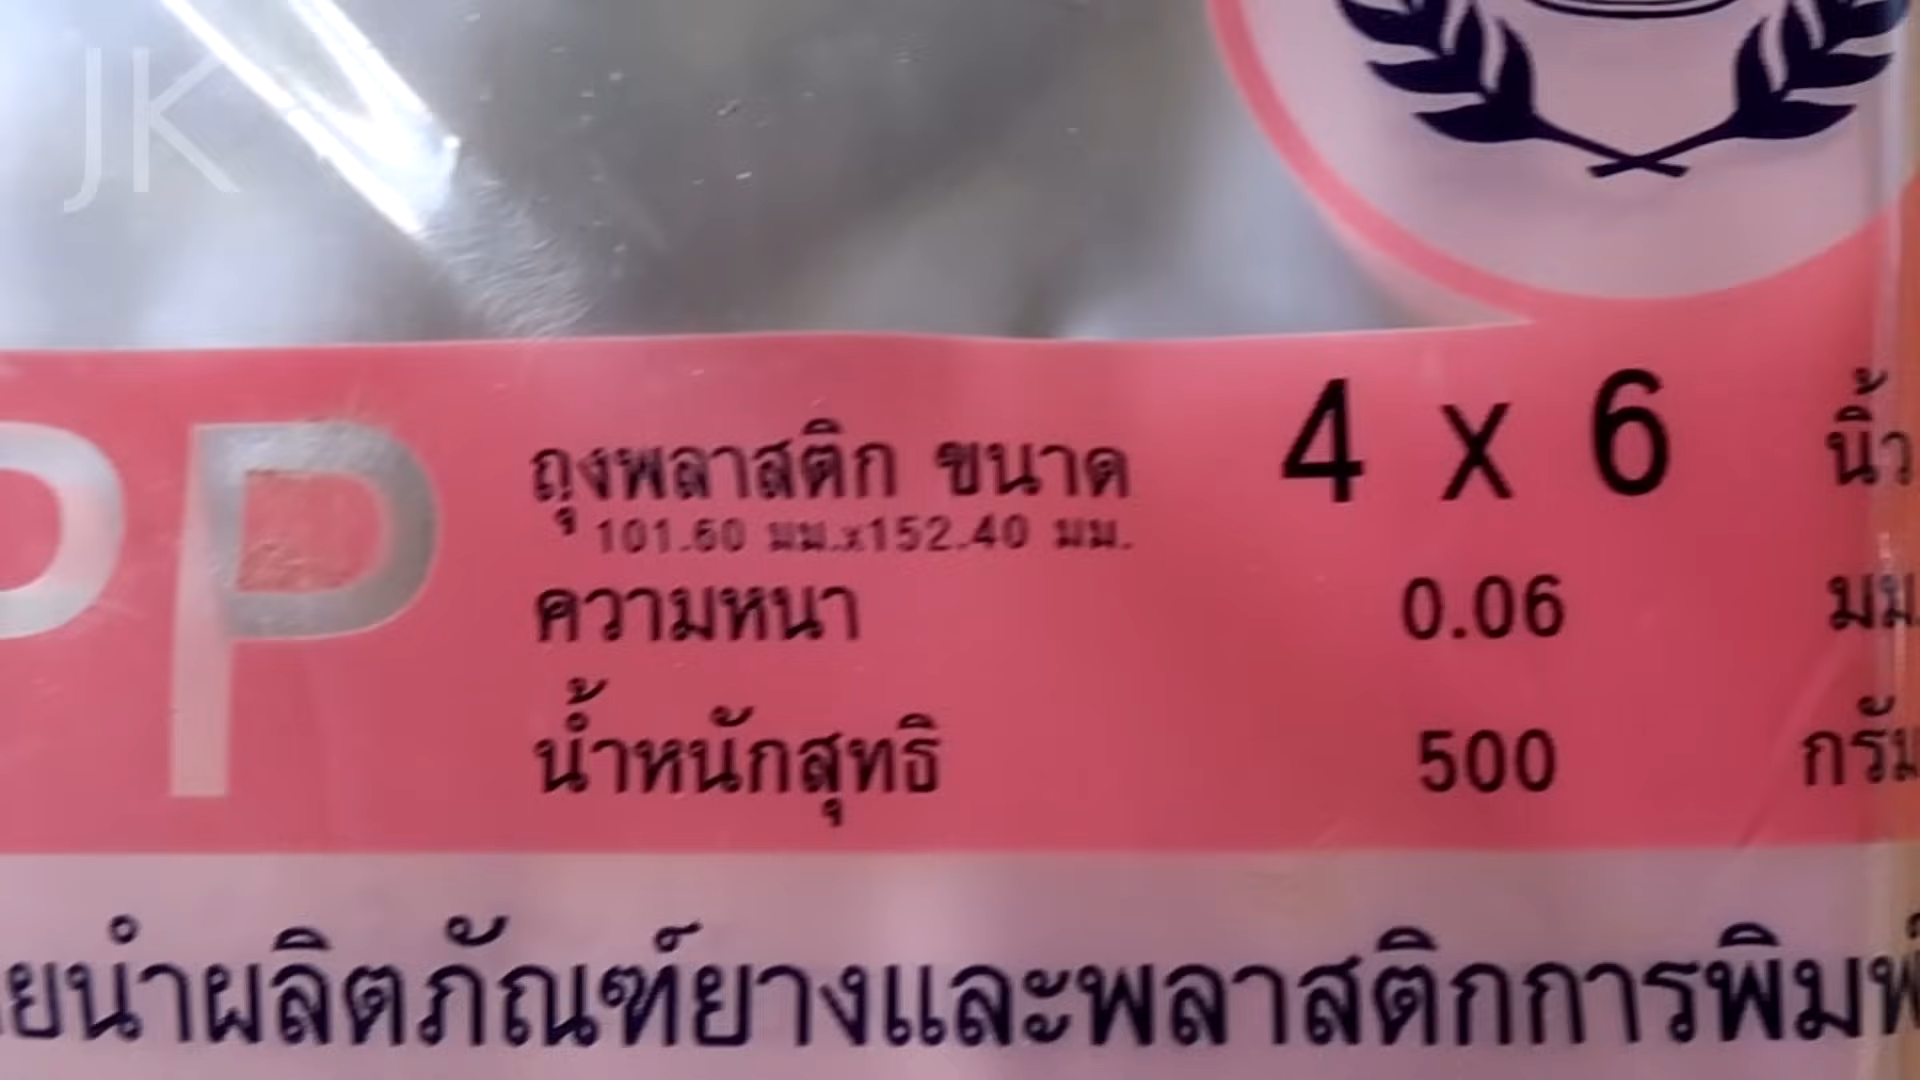 JK
PP
ถุงพลาสติก ขนาด 4 x 6 นิ้ว
101.60 มม.x152.40 มม.
ความหนา 0.06 มม.
น้ำหนักสุทธิ 500 กรัม
ยนำผลิตภัณฑ์ยางและพลาสติกการพิมพ์